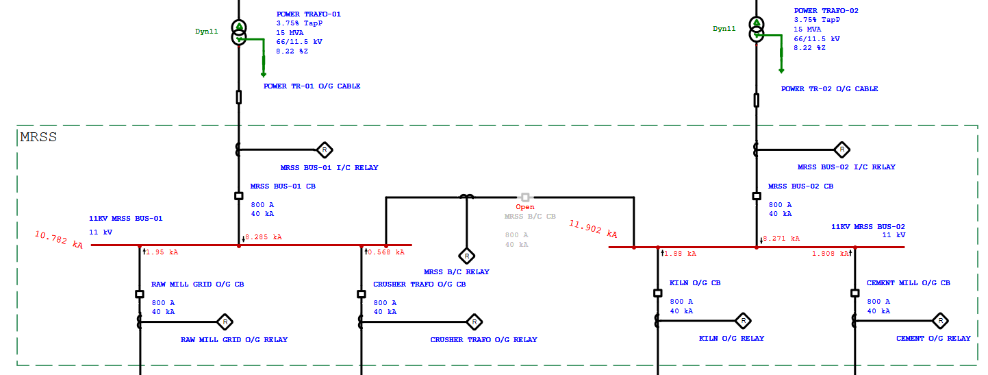 POWER TRAFO-01
3.75% TapP
15 MVA
66/11.5 kV
8.22 %Z
Dyn11
POWER TR-01 O/G CABLE
POWER TRAFO-02
3.75% TapP
15 MVA
66/11.5 kV
8.22 %Z
Dyn11
POWER TR-02 O/G CABLE
MRSS
R
MRSS BUS-01 I/C RELAY
R
MRSS BUS-02 I/C RELAY
MRSS BUS-01 CB
800 A
40 kA
MRSS BUS-02 CB
800 A
40 kA
Open
MRSS B/C CB
800 A
40 kA
11KV MRSS BUS-01
11 kV
10.782 kA
8.285 kA
11.902 kA
11KV MRSS BUS-02
11 kV
8.271 kA
1.95 kA
0.568 kA
R
MRSS B/C RELAY
1.88 kA
1.808 kA
RAW MILL GRID O/G CB
800 A
40 kA
CRUSHER TRAFO O/G CB
800 A
40 kA
KILN O/G CB
800 A
40 kA
CEMENT MILL O/G CB
800 A
40 kA
R
RAW MILL GRID O/G RELAY
R
CRUSHER TRAFO O/G RELAY
R
KILN O/G RELAY
R
CEMENT O/G RELAY